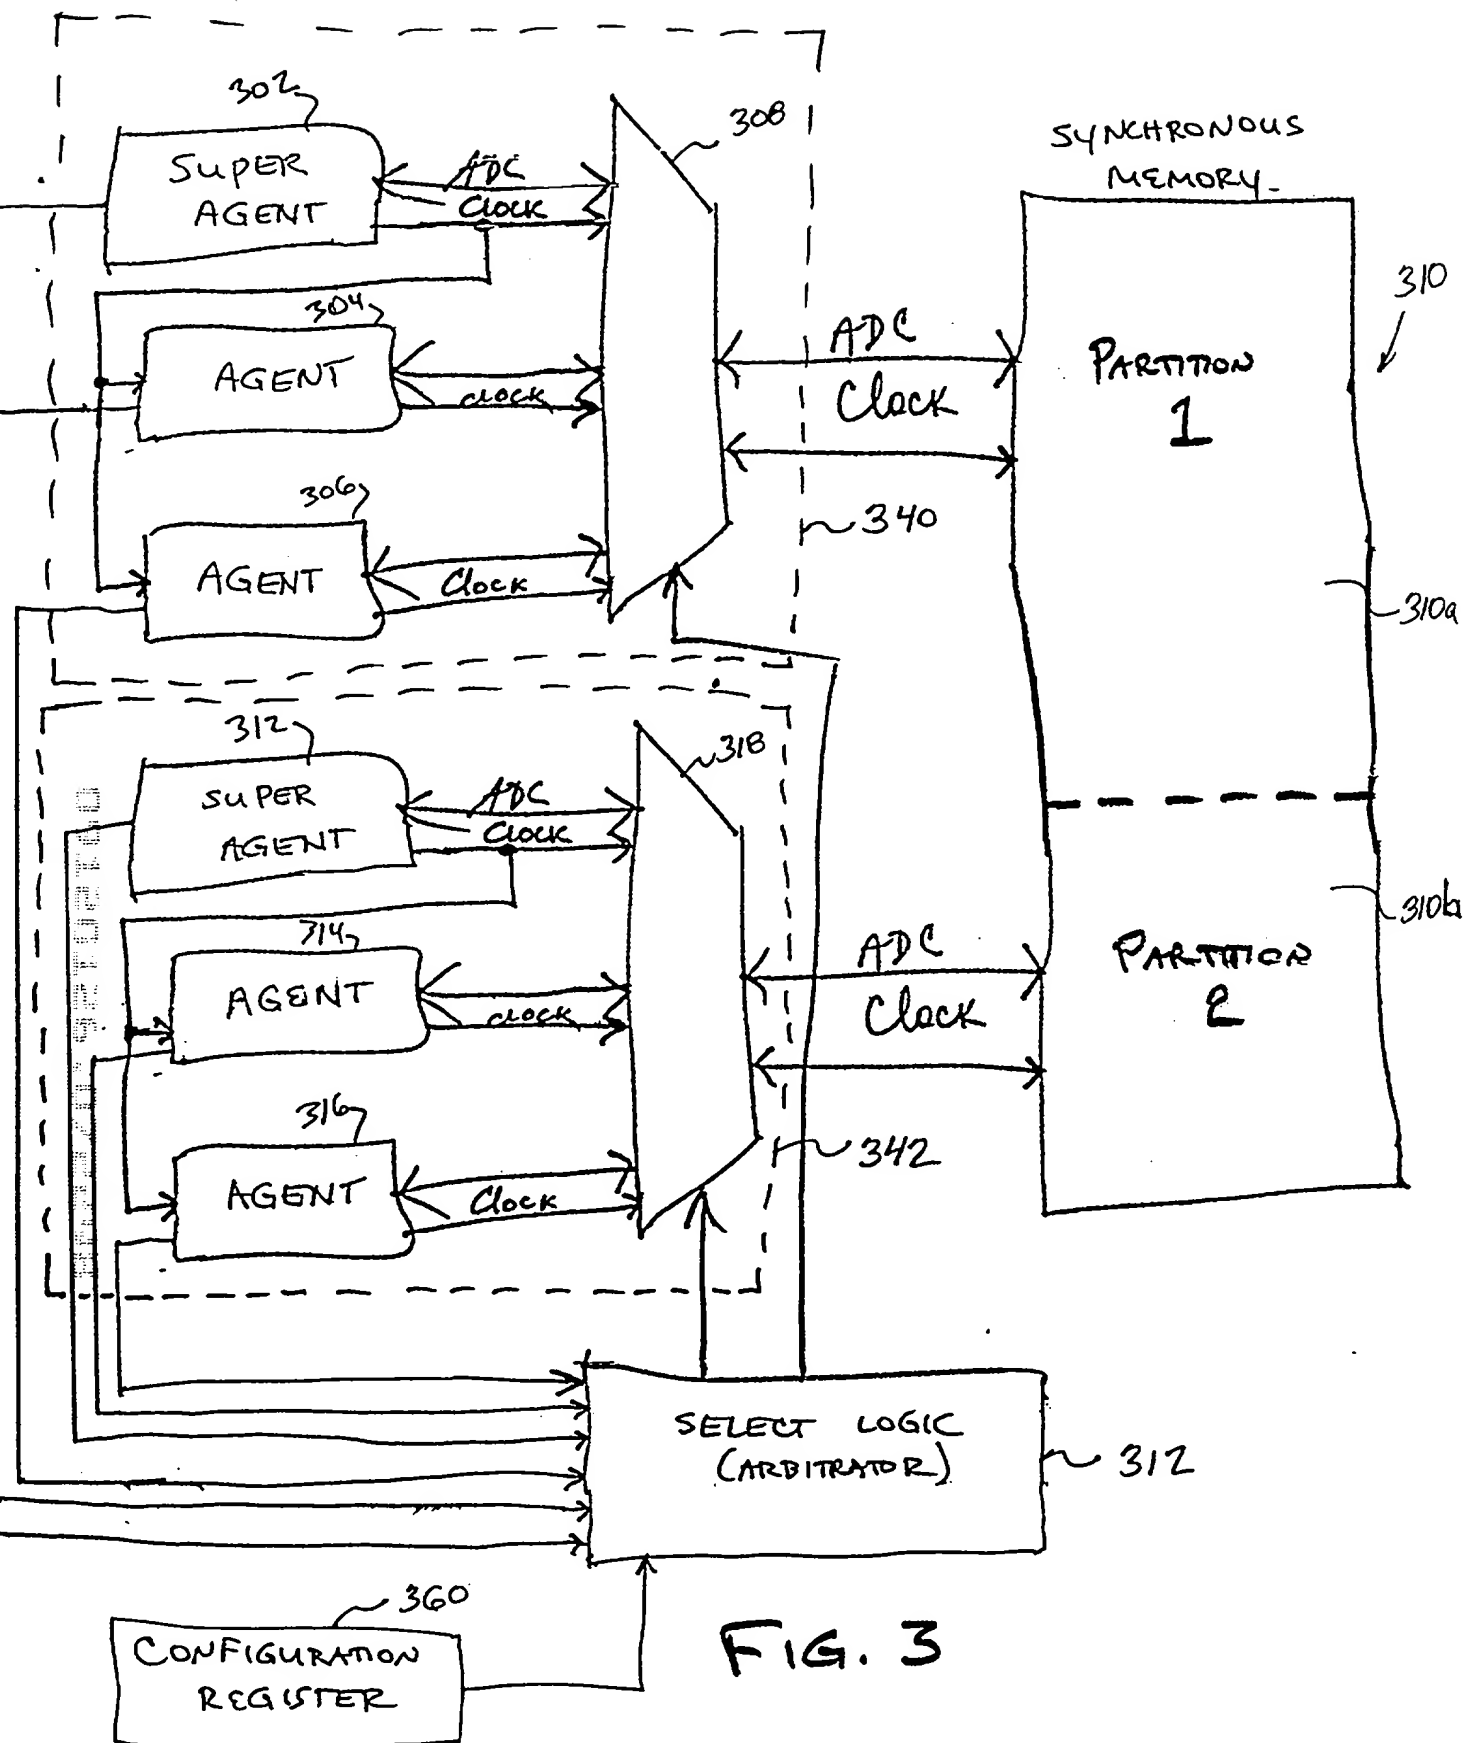 302
SUPER
AGENT
ADC
Clock
308
SYNCHRONOUS
MEMORY
310
304
AGENT
CLOCK
ADC
Clock
PARTITION
1
306
AGENT
Clock
340
310a
312
SUPER
AGENT
ADC
Clock
318
310b
314
AGENT
CLOCK
ADC
Clock
PARTITION
2
316
AGENT
Clock
342
SELECT LOGIC
(ARBITRATOR)
312
360
CONFIGURATION
REGISTER
FIG. 3